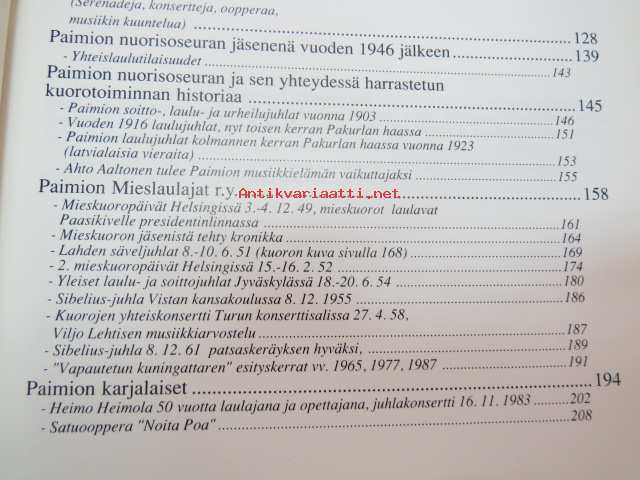 (Serenadeja, konsertteja, oopperaa,
musiikin kuuntelua) ........ 128
Paimion nuorisoseuran jäsenenä vuoden 1946 jälkeen ........ 139
- Yhteislaulutilaisuudet ........ 143
Paimion nuorisoseuran ja sen yhteydessä harrastetun
kuorotoiminnan historiaa ........ 145
- Paimion soitto-, laulu- ja urheilujuhlat vuonna 1903 ........ 146
- Vuoden 1916 laulujuhlat, nyt toisen kerran Pakurlan haassa ........ 151
- Paimion laulujuhlat kolmannen kerran Pakurlan haassa vuonna 1923
(latvialaisia vieraita) ........ 153
- Ahto Aaltonen tulee Paimion musiikkielämän vaikuttajaksi ........ 155
Paimion Mieslaulajat r.y. ........ 158
Antikvariaatti.net
- Mieskuoropäivät Helsingissä 3.-4. 12. 49, mieskuorot laulavat
Paasikivelle presidentinlinnassa ........ 161
- Mieskuoron jäsenistä tehty kronikka ........ 164
- Lahden säveljuhlat 8.-10. 6. 51 (kuoron kuva sivulla 168) ........ 169
- 2. mieskuoropäivät Helsingissä 15.-16. 2. 52 ........ 174
- Yleiset laulu- ja soittojuhlat Jyväskylässä 18.-20. 6. 54 ........ 180
- Sibelius-juhla Vistan kansakoulussa 8. 12. 1955 ........ 186
- Kuorojen yhteiskonsertti Turun konserttisalissa 27. 4. 58,
Viljo Lehtisen musiikkiarvostelu ........ 187
- Sibelius-juhla 8. 12. 61 patsaskeräyksen hyväksi, ........ 189
- "Vapautetun kuningattaren" esityskerrat vv. 1965, 1977, 1987 ........ 191
Paimion karjalaiset ........ 194
- Heimo Heimola 50 vuotta laulajana ja opettajana, juhlakonsertti 16. 11. 1983 ........ 202
- Satuooppera "Noita Poa" ........ 208